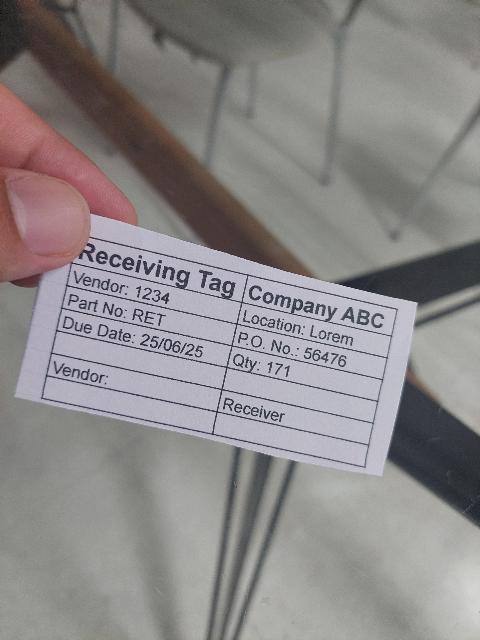 Receiving Tag Company ABC
Vendor: 1234 Location: Lorem
Part No: RET P.O. No.: 56476
Due Date: 25/06/25 Qty: 171
Vendor: Receiver